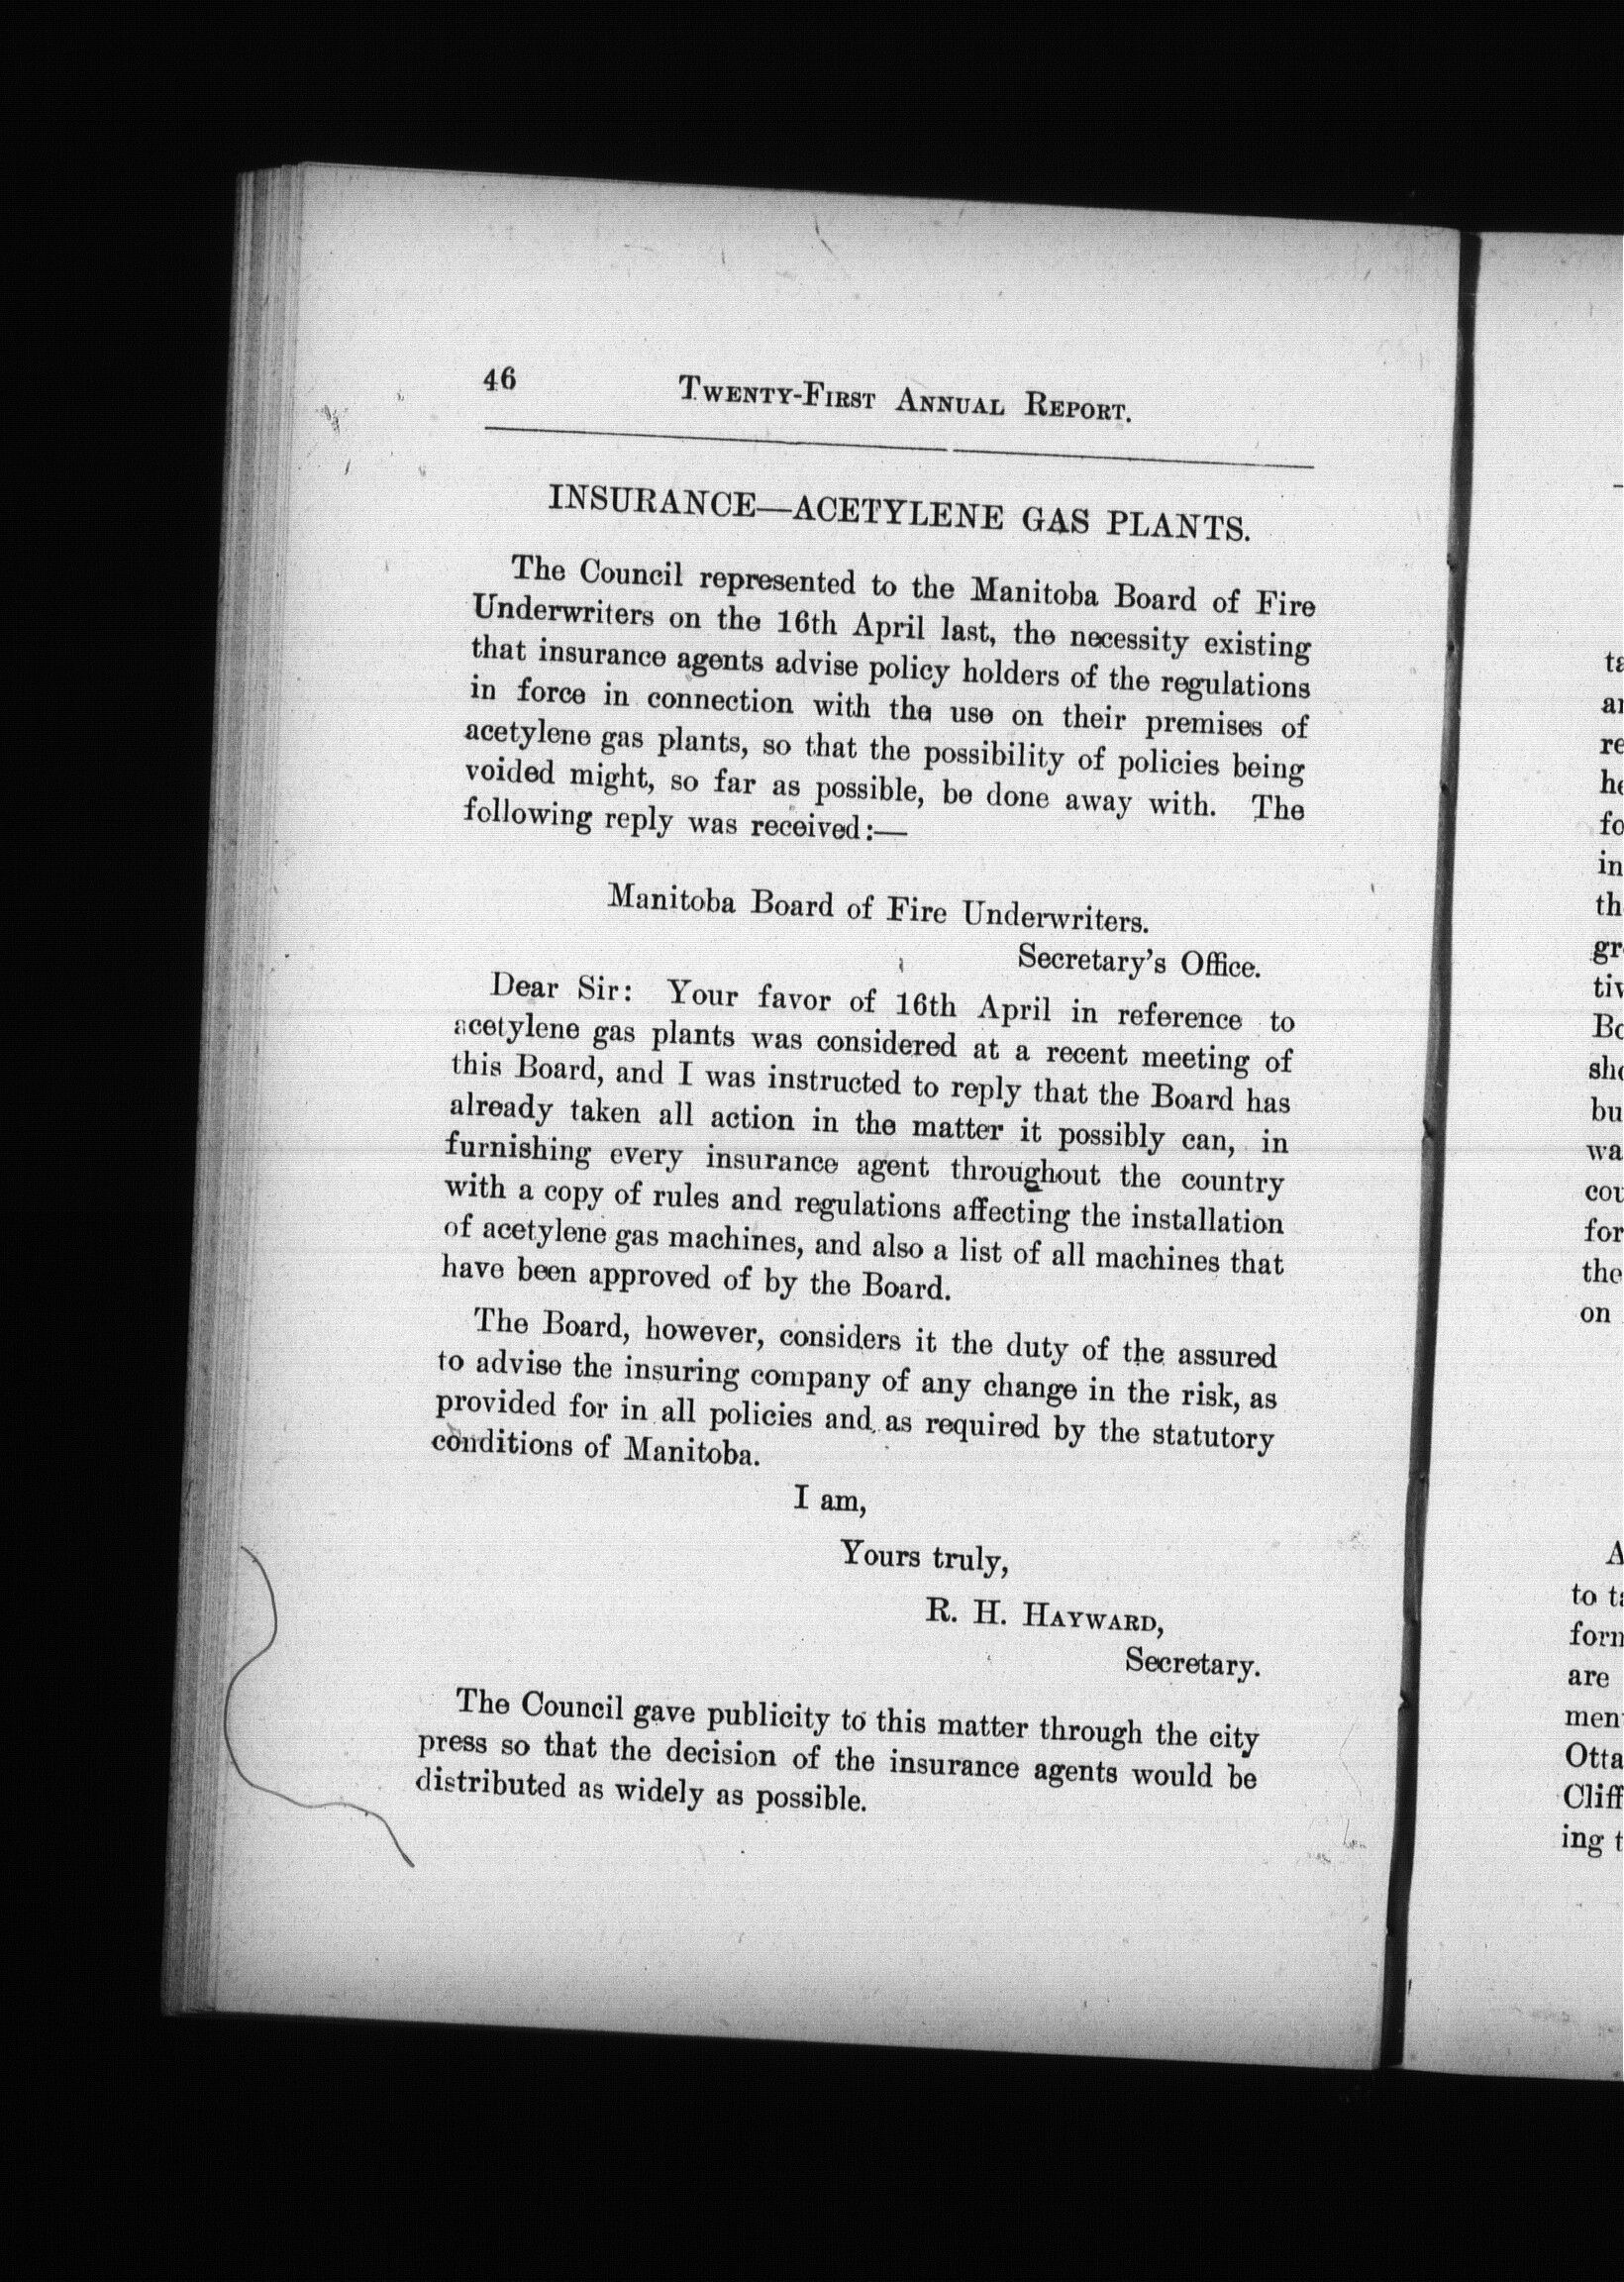 46
Twenty-First Annual Report.
INSURANCE—ACETYLENE GAS PLANTS.
The Council represented to the Manitoba Board of Fire
Underwriters on the 16th April last, the necessity existing
that insurance agents advise policy holders of the regulations
in force in connection with the use on their premises of
acetylene gas plants, so that the possibility of policies being
voided might, so far as possible, be done away with. The
following reply was received:—
Manitoba Board of Fire Underwriters.
Secretary's Office.
Dear Sir: Your favor of 16th April in reference to
acetylene gas plants was considered at a recent meeting of
this Board, and I was instructed to reply that the Board has
already taken all action in the matter it possibly can, in
furnishing every insurance agent throughout the country
with a copy of rules and regulations affecting the installation
of acetylene gas machines, and also a list of all machines that
have been approved of by the Board.
The Board, however, considers it the duty of the assured
to advise the insuring company of any change in the risk, as
provided for in all policies and as required by the statutory
conditions of Manitoba.
I am,
Yours truly,
R. H. Hayward,
Secretary.
The Council gave publicity to this matter through the city
press so that the decision of the insurance agents would be
distributed as widely as possible.
on
to
are